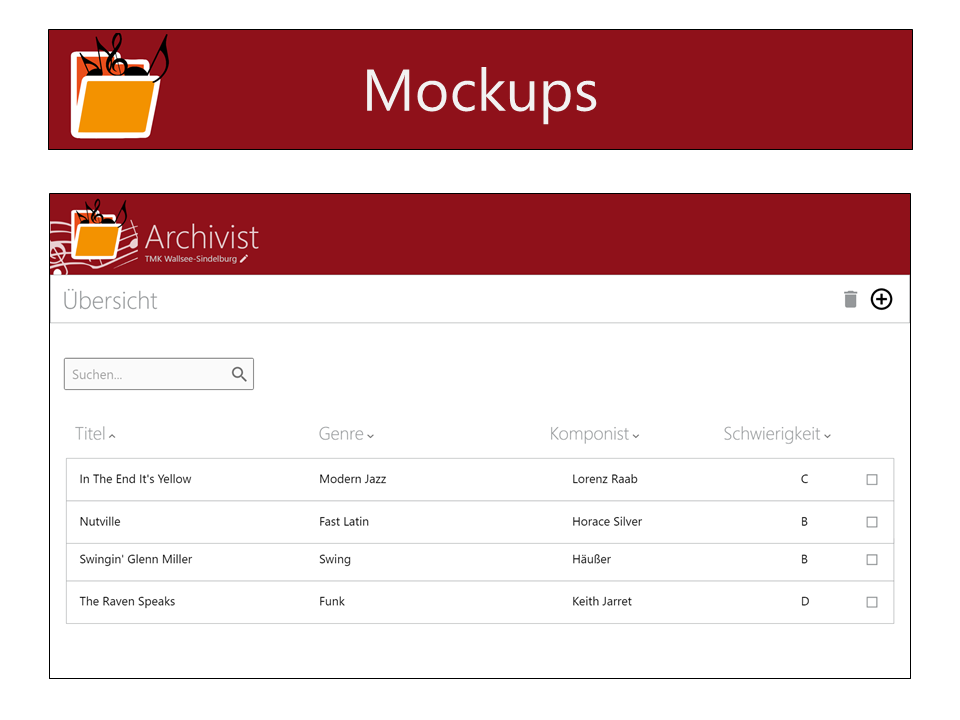 Mockups
Archivist
TMK Wallsee-Sindelburg
Übersicht
Suchen...
Titel Genre Komponist Schwierigkeit
In The End It's Yellow Modern Jazz Lorenz Raab C
Nutville Fast Latin Horace Silver B
Swingin' Glenn Miller Swing Häußer B
The Raven Speaks Funk Keith Jarret D